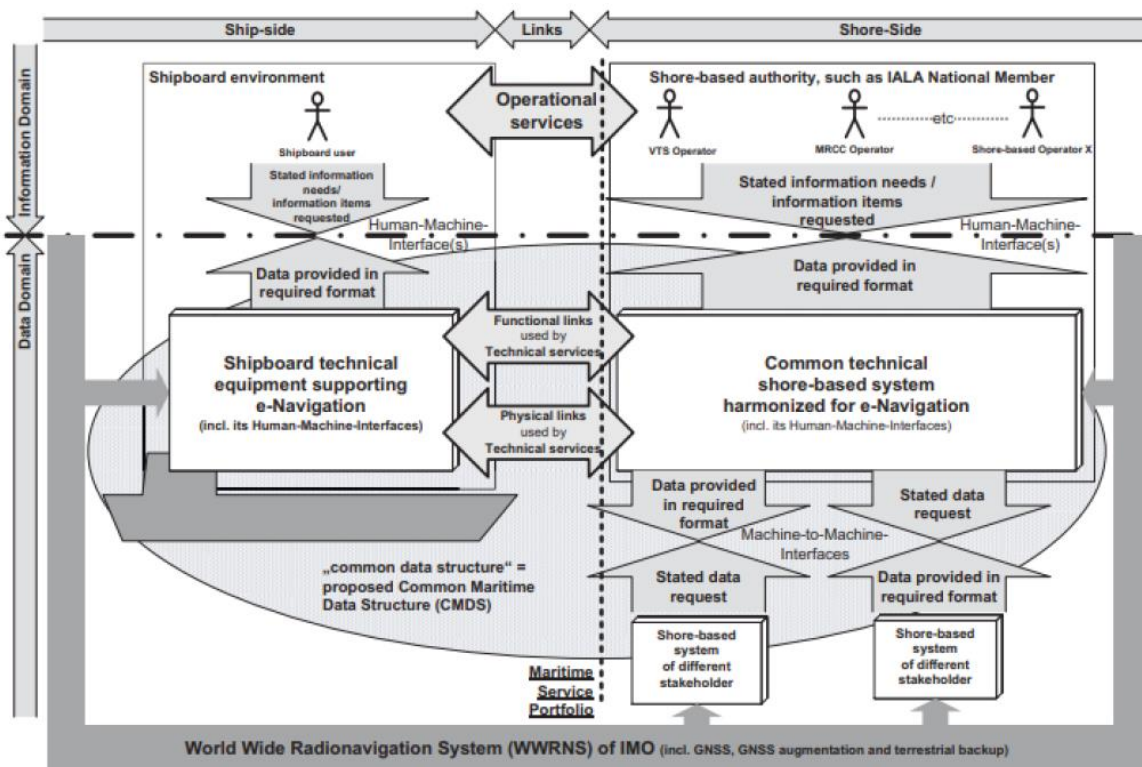 Ship-side
Links
Shore-Side
Information Domain
Data Domain
Shipboard environment
Shipboard user
Operational
services
Shore-based authority, such as IALA National Member
VTS Operator
MRCC Operator
etc
Shore-based Operator X
Stated information
needs/
information items
requested
Human-Machine-
Interface(s)
Data provided in
required format
Stated information needs /
information items
requested
Human-Machine-
Interface(s)
Data provided in
required format
Shipboard technical
equipment supporting
e-Navigation
(incl. its Human-Machine-Interfaces)
Functional links
used by
Technical services
Physical links
used by
Technical services
Common technical
shore-based system
harmonized for e-Navigation
(incl. its Human-Machine-Interfaces)
Data provided
in required
format
Stated data
request
Machine-to-Machine-
Interfaces
Stated data
request
Data provided in
required format
„common data structure“ =
proposed Common Maritime
Data Structure (CMDS)
Shore-based
system
of different
stakeholder
Shore-based
system
of different
stakeholder
Maritime
Service
Portfolio
World Wide Radionavigation System (WWRNS) of IMO (incl. GNSS, GNSS augmentation and terrestrial backup)